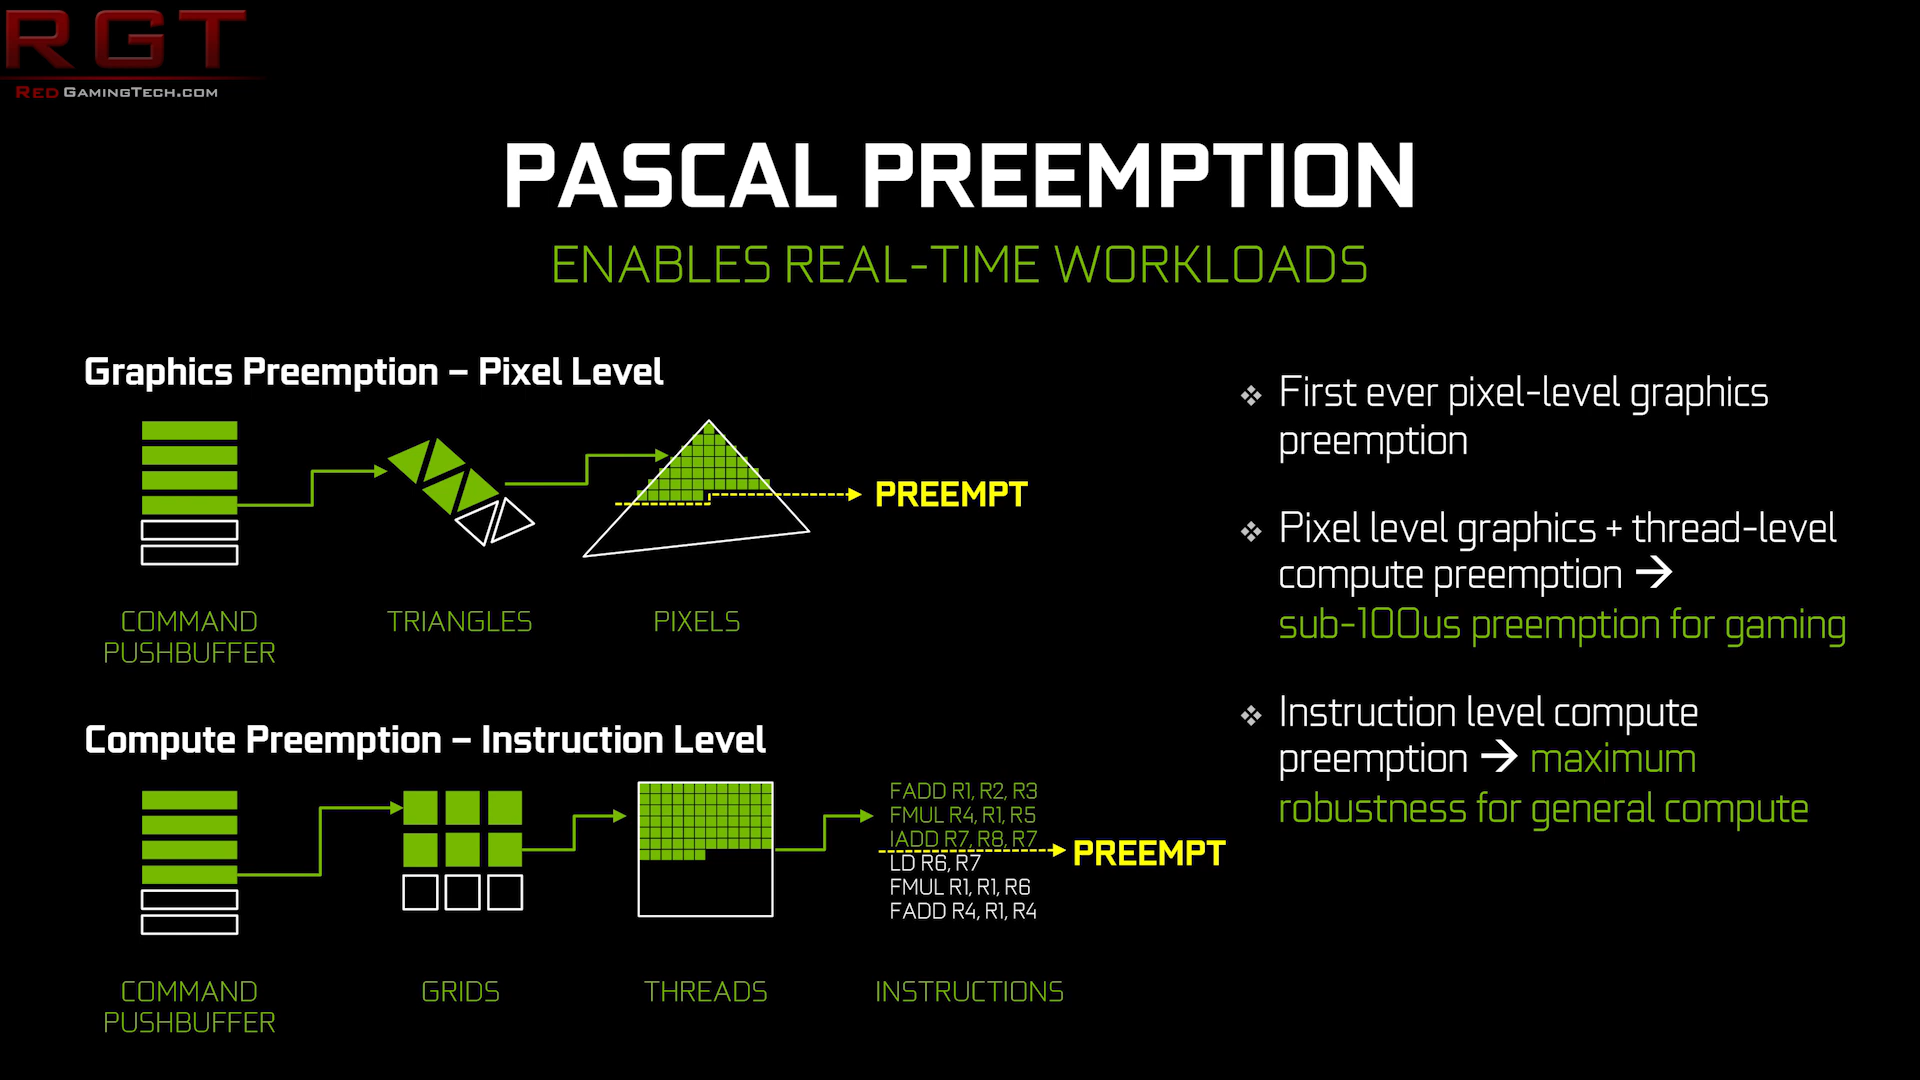 RGT
RED GAMINGTECH.COM
PASCAL PREEMPTION
ENABLES REAL-TIME WORKLOADS
Graphics Preemption – Pixel Level
PREEMPT
COMMAND
PUSHBUFFER
TRIANGLES
PIXELS
Compute Preemption – Instruction Level
FADD R1, R2, R3
FMUL R4, R1, R5
IADD R7, R8, R7
LD R6, R7
FMUL R1, R1, R6
FADD R4, R1, R4
PREEMPT
COMMAND
PUSHBUFFER
GRIDS
THREADS
INSTRUCTIONS
❖ First ever pixel-level graphics
preemption
❖ Pixel level graphics + thread-level
compute preemption →
sub-100us preemption for gaming
❖ Instruction level compute
preemption → maximum
robustness for general compute